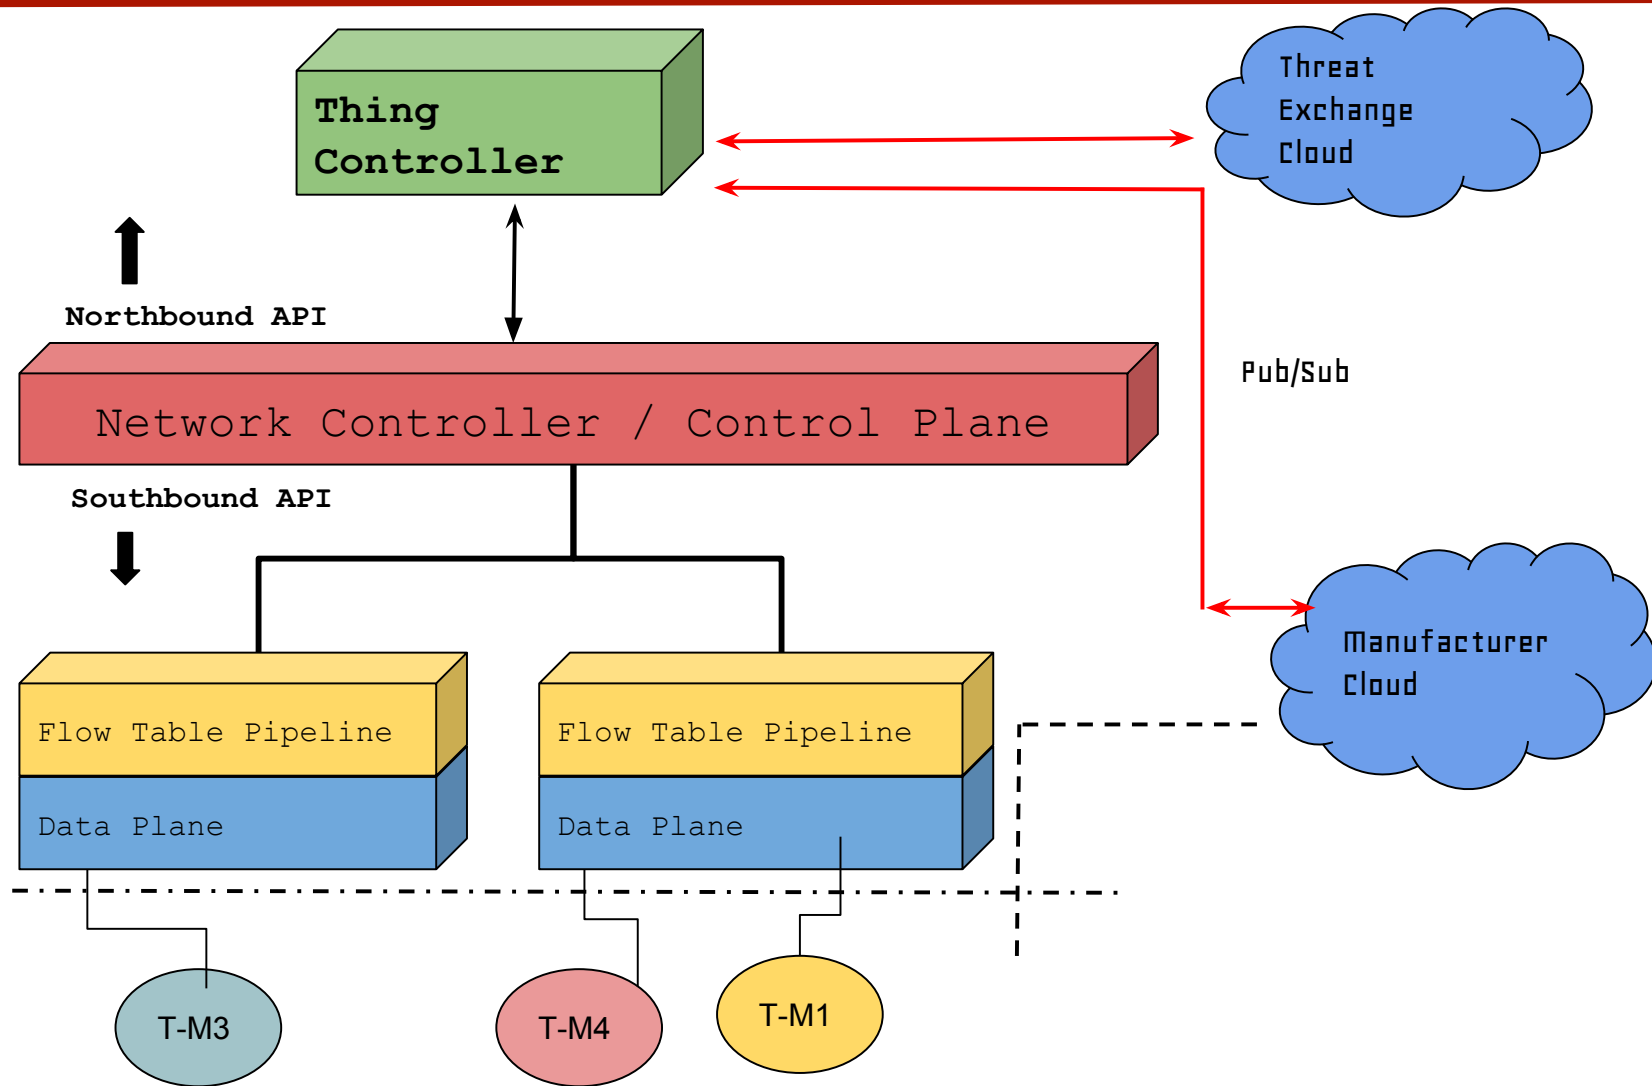 Thing
Controller
Threat
Exchange
Cloud
Northbound API
Pub/Sub
Network Controller / Control Plane
Southbound API
Manufacturer
Cloud
Flow Table Pipeline
Flow Table Pipeline
Data Plane
Data Plane
T-M3
T-M4
T-M1